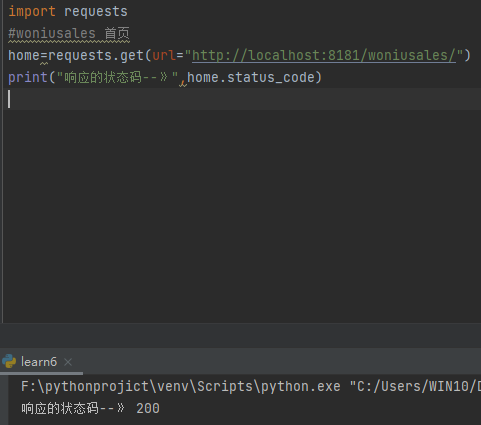 import requests
#woniusales 首页
home=requests.get(url="http://localhost:8181/woniusales/")
print("响应的状态码--》",home.status_code)
learn6
F:\pythonprojict\venv\Scripts\python.exe "C:/Users/WIN10/D
响应的状态码--》 200